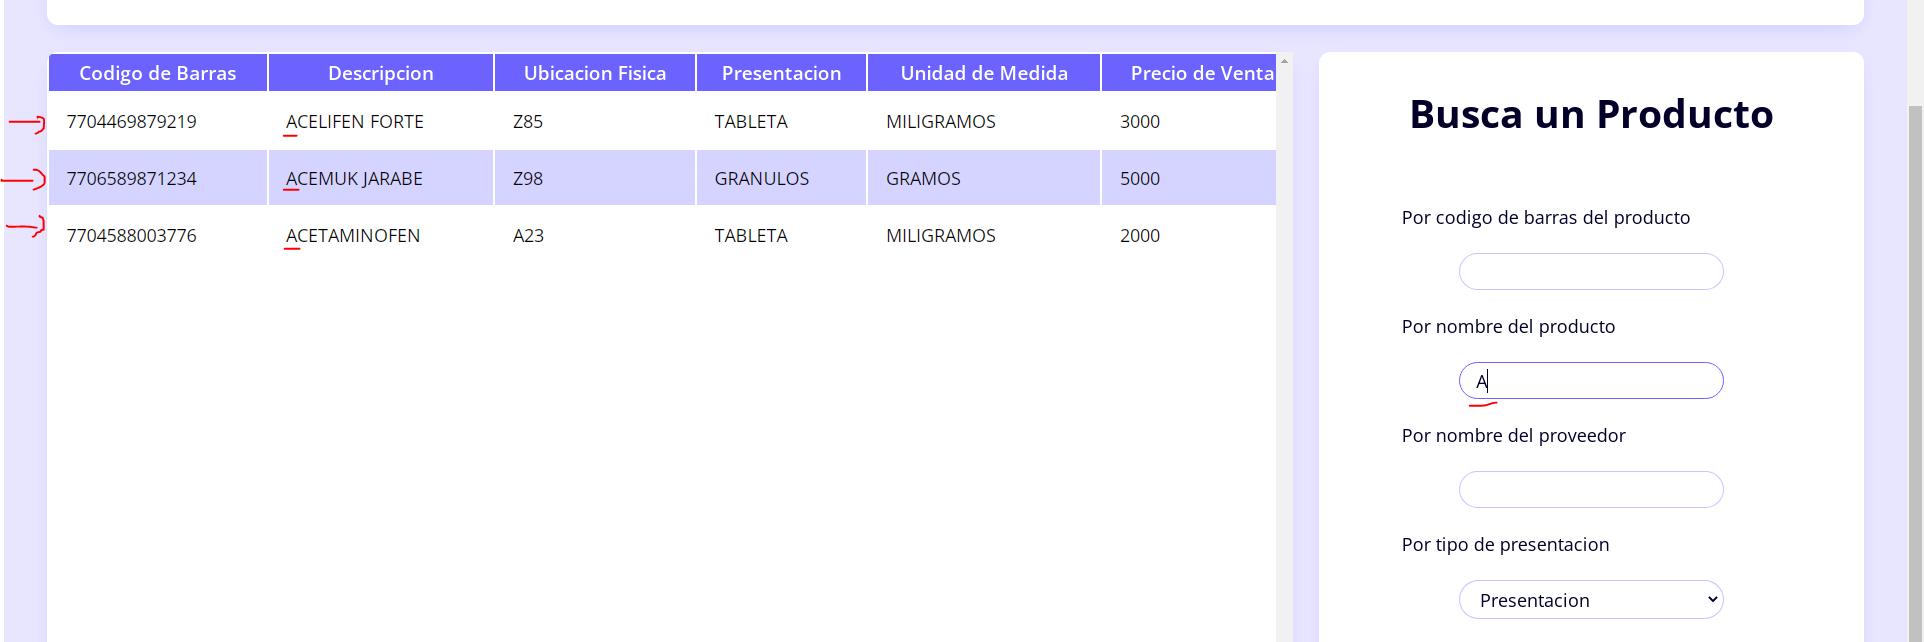 Codigo de Barras Descripcion Ubicacion Fisica Presentacion Unidad de Medida Precio de Venta
7704469879219 ACELIFEN FORTE Z85 TABLETA MILIGRAMOS 3000
7706589871234 ACEMUK JARABE Z98 GRANULOS GRAMOS 5000
7704588003776 ACETAMINOFEN A23 TABLETA MILIGRAMOS 2000
Busca un Producto
Por codigo de barras del producto
Por nombre del producto
A
Por nombre del proveedor
Por tipo de presentacion
Presentacion